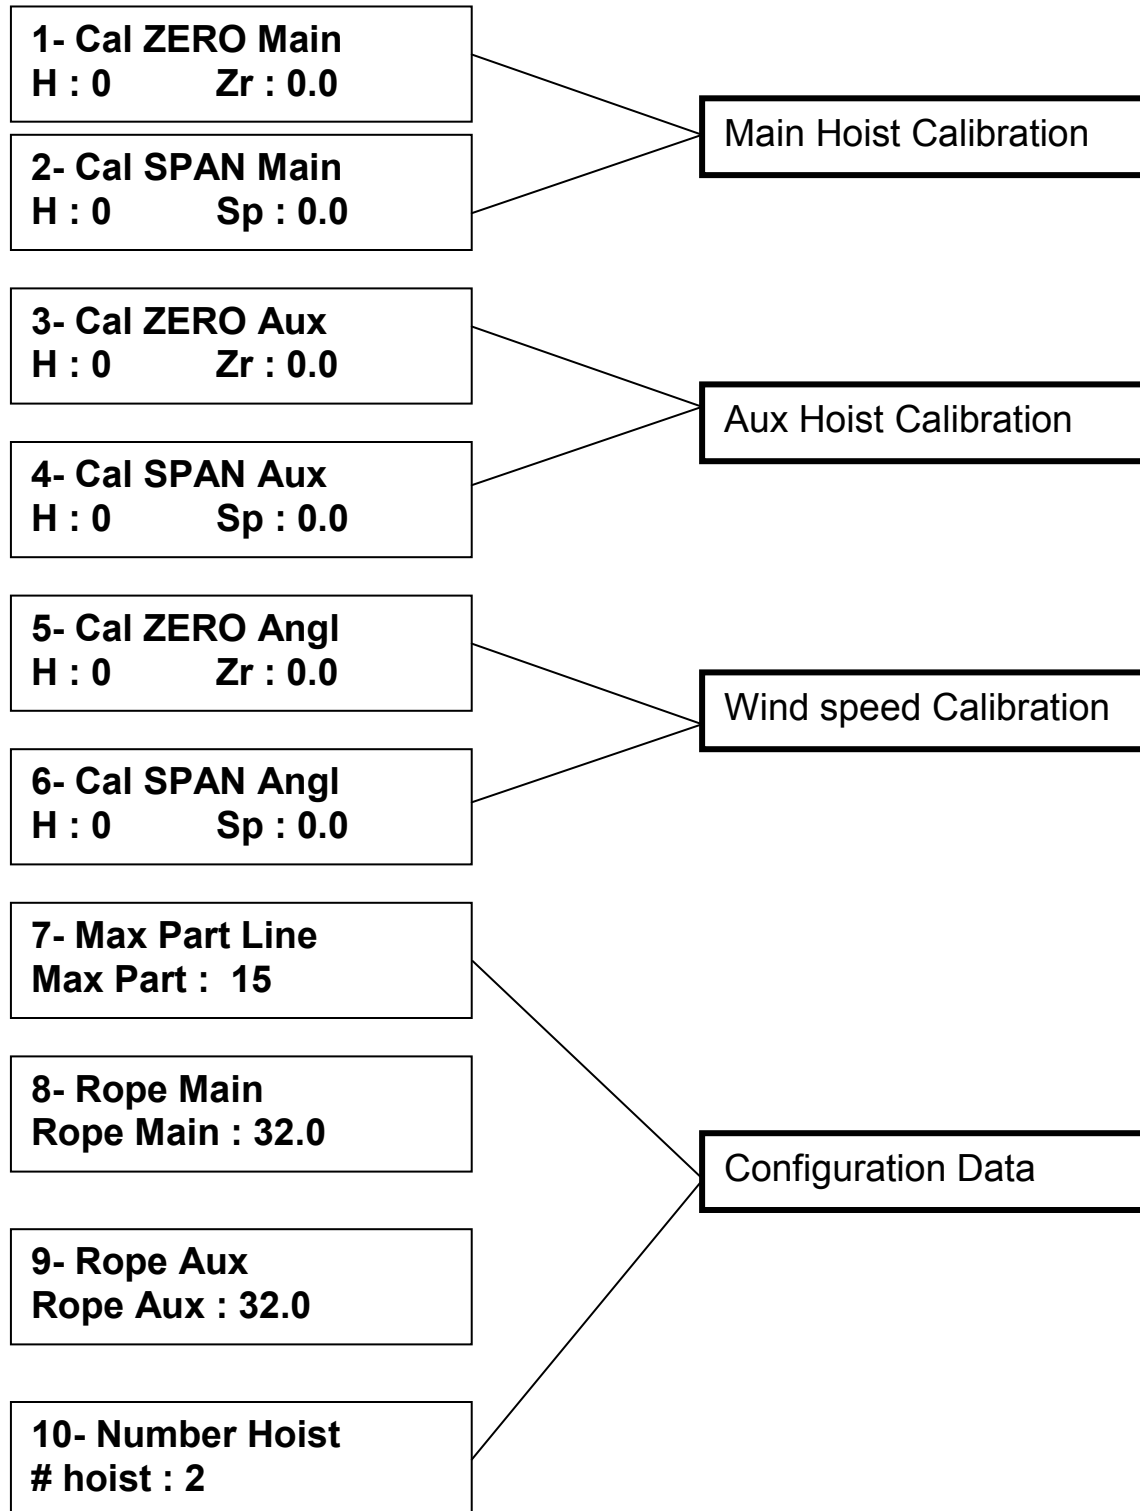 1- Cal ZERO Main
H : 0 Zr : 0.0
Main Hoist Calibration
2- Cal SPAN Main
H : 0 Sp : 0.0
3- Cal ZERO Aux
H : 0 Zr : 0.0
Aux Hoist Calibration
4- Cal SPAN Aux
H : 0 Sp : 0.0
5- Cal ZERO Angl
H : 0 Zr : 0.0
Wind speed Calibration
6- Cal SPAN Angl
H : 0 Sp : 0.0
7- Max Part Line
Max Part : 15
8- Rope Main
Rope Main : 32.0
Configuration Data
9- Rope Aux
Rope Aux : 32.0
10- Number Hoist
# hoist : 2